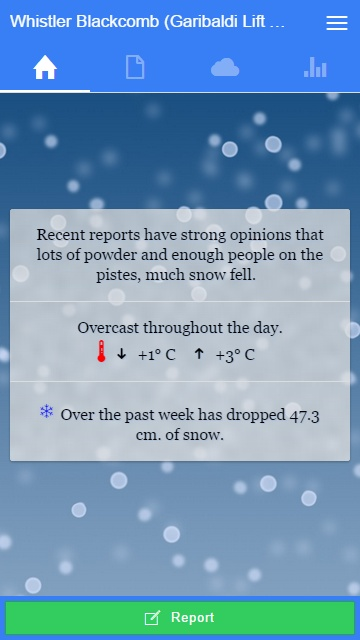 Whistler Blackcomb (Garibaldi Lift ...
Recent reports have strong opinions that
lots of powder and enough people on the
pistes, much snow fell.
Overcast throughout the day.
+1° C +3° C
Over the past week has dropped 47.3
cm. of snow.
Report